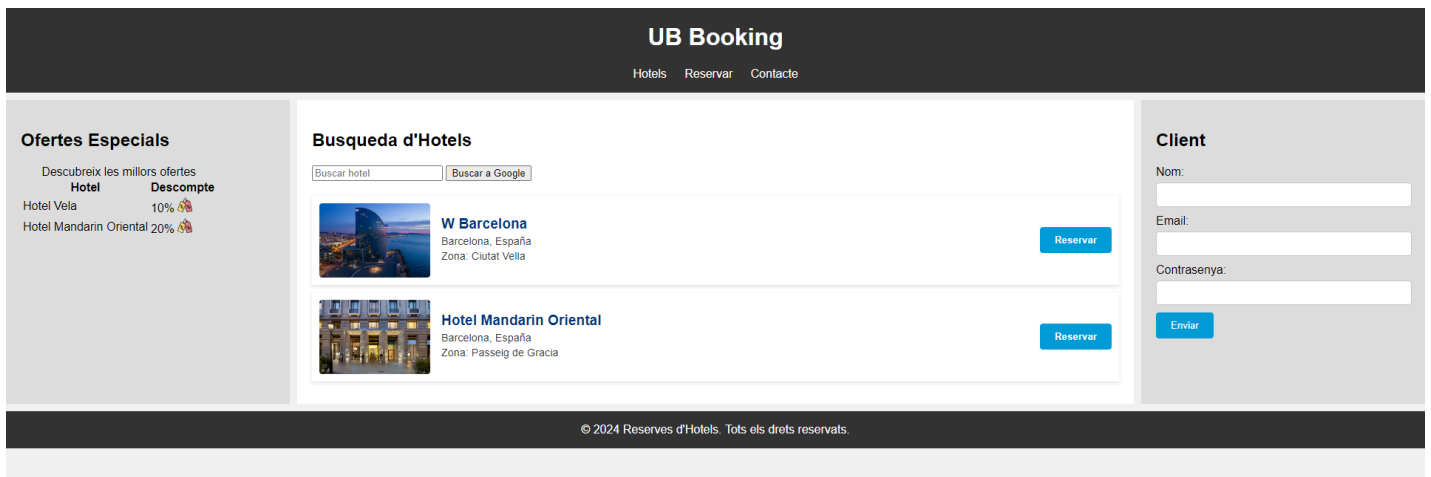 UB Booking
Hotels Reservar Contacte
Ofertes Especials
Descubreix les millors ofertes
Hotel Descompte
Hotel Vela 10%
Hotel Mandarin Oriental 20%
Busqueda d'Hotels
Buscar hotel Buscar a Google
W Barcelona
Barcelona, España
Zona: Ciutat Vella
Reservar
Hotel Mandarin Oriental
Barcelona, España
Zona: Passeig de Gracia
Reservar
Client
Nom:
Email:
Contrasenya:
Enviar
© 2024 Reserves d'Hotels. Tots els drets reservats.